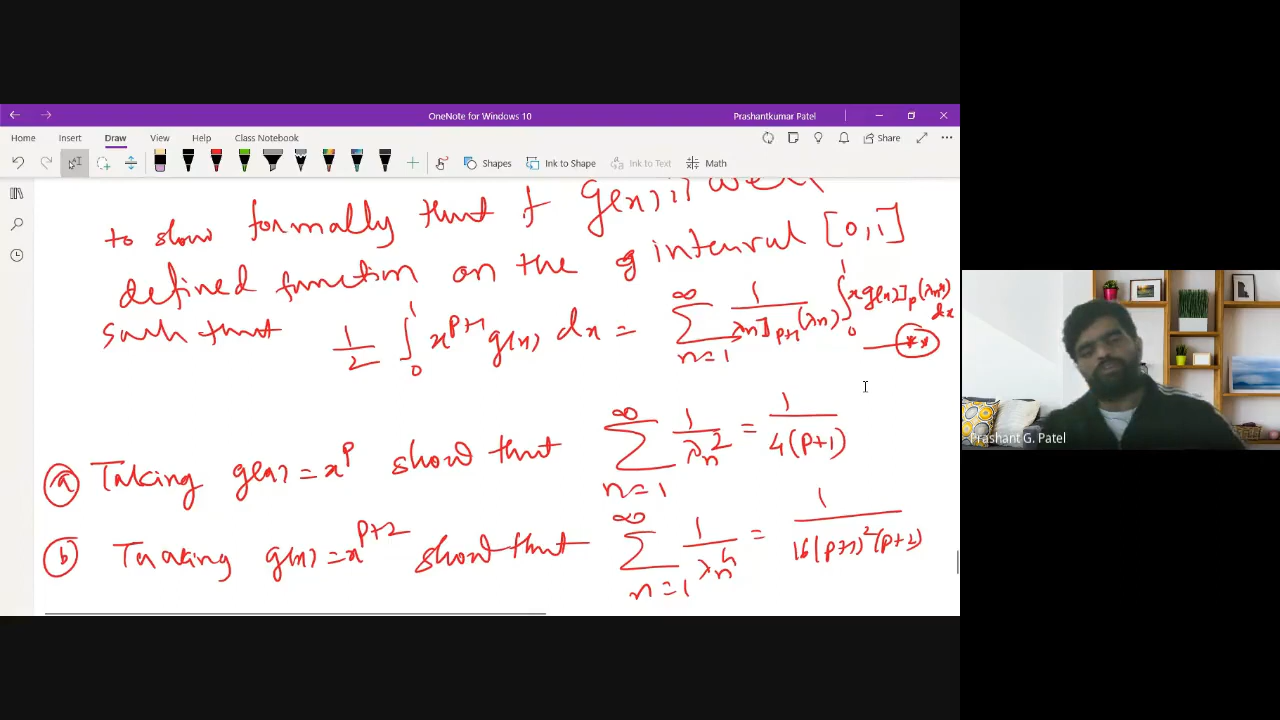 OneNote for Windows 10
Prashantkumar Patel
Home Insert Draw View Help Class Notebook
Share
Shapes Ink to Shape Ink to Text Math
to show formally that if g(x) is well
defined function on the interval [0,1]
such that 1/2 ∫₀¹ x^{p+1} g(x) dx = ∑_{n=1}^{∞} 1/(λₙ J_{p+1}(λₙ)) ∫₀¹ x g(x) J_p(λₙx) dx — (**)
(a) Taking g(x) = x^p show that ∑_{n=1}^{∞} 1/λₙ² = 1/(4(p+1))
(b) Taking g(x) = x^{p+2} show that ∑_{n=1}^{∞} 1/λₙ⁴ = 1/(16(p+1)²(p+2))
Prashant G. Patel